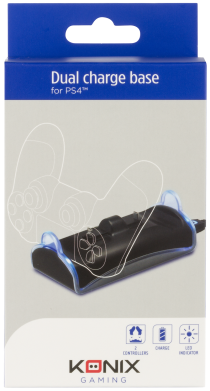 Dual charge base
for PS4™
2
CONTROLLERS
CHARGE
LED
INDICATOR
KONIX
GAMING